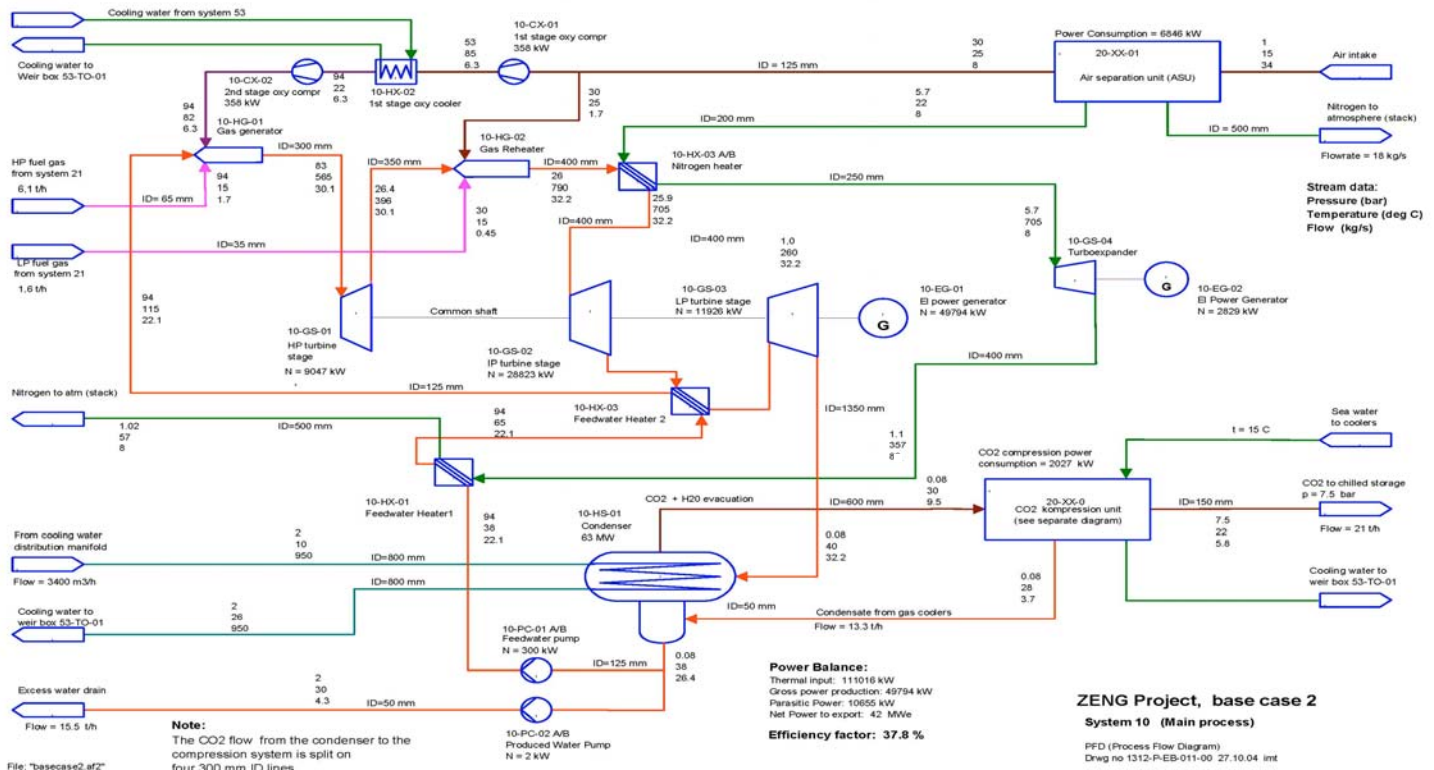 Cooling water from system 53
Cooling water to
Weir box 53-TO-01
10-CX-02
2nd stage oxy compr
358 kW
94
22
6.3
10-HX-02
1st stage oxy cooler
53
85
6.3
10-CX-01
1st stage oxy compr
358 kW
ID = 125 mm
30
25
8
Power Consumption = 6846 kW
20-XX-01
Air separation unit (ASU)
1
15
34
Air intake
Nitrogen to
atmosphere (stack)
ID = 500 mm
Flowrate = 18 kg/s
94
82
6.3
10-HG-01
Gas generator
ID=300 mm
30
25
1.7
10-HG-02
Gas Reheater
ID=200 mm
5.7
22
8
10-HX-03 A/B
Nitrogen heater
HP fuel gas
from system 21
6,1 t/h
ID= 65 mm
94
15
1.7
83
565
30.1
ID=350 mm
26.4
396
30.1
ID=400 mm
26
790
32.2
25.9
705
32.2
ID=250 mm
Stream data:
Pressure (bar)
Temperature (deg C)
Flow (kg/s)
LP fuel gas
from system 21
1,6 t/h
ID=35 mm
30
15
0.45
ID=400 mm
ID=400 mm
1,0
260
32.2
5.7
705
8
10-GS-04
Turboexpander
G
10-EG-02
El Power Generator
N = 2829 kW
94
115
22.1
10-GS-01
HP turbine
stage
N = 9047 kW
Common shaft
10-GS-02
IP turbine stage
N = 28823 kW
10-GS-03
LP turbine stage
N = 11926 kW
10-EG-01
El power generator
N = 49794 kW
G
ID=400 mm
Nitrogen to atm (stack)
ID=125 mm
10-HX-03
Feedwater Heater 2
ID=1350 mm
1.02
57
8
ID=500 mm
94
65
22.1
1.1
357
8
Sea water
to coolers
t = 15 C
10-HX-01
Feedwater Heater1
94
38
22.1
CO2 + H20 evacuation
ID=600 mm
0.08
30
9.5
CO2 compression power
consumption = 2027 kW
20-XX-0
CO2 kompression unit
(see separate diagram)
ID=150 mm
7.5
22
5.8
CO2 to chilled storage
p = 7.5 bar
Flow = 21 t/h
From cooling water
distribution manifold
Flow = 3400 m3/h
2
10
950
ID=800 mm
10-HS-01
Condenser
63 MW
0.08
40
32.2
Cooling water to
weir box 53-TO-01
2
26
950
ID=800 mm
ID=50 mm
Condensate from gas coolers
Flow = 13.3 t/h
0.08
28
3.7
Cooling water to
weir box 53-TO-01
10-PC-01 A/B
Feedwater pump
N = 300 kW
ID=125 mm
0.08
38
26.4
Excess water drain
Flow = 15.5 t/h
2
30
4.3
ID=50 mm
10-PC-02 A/B
Produced Water Pump
N = 2 kW
Power Balance:
Thermal input: 111016 kW
Gross power production: 49794 kW
Parasitic Power: 10655 kW
Net Power to export: 42 MWe
Efficiency factor: 37.8 %
ZENG Project, base case 2
System 10 (Main process)
PFD (Process Flow Diagram)
Drwg no 1312-P-EB-011-00 27.10.04 imt
Note:
The CO2 flow from the condenser to the
compression system is split on
four 300 mm ID lines
File: "basecase2.af2"